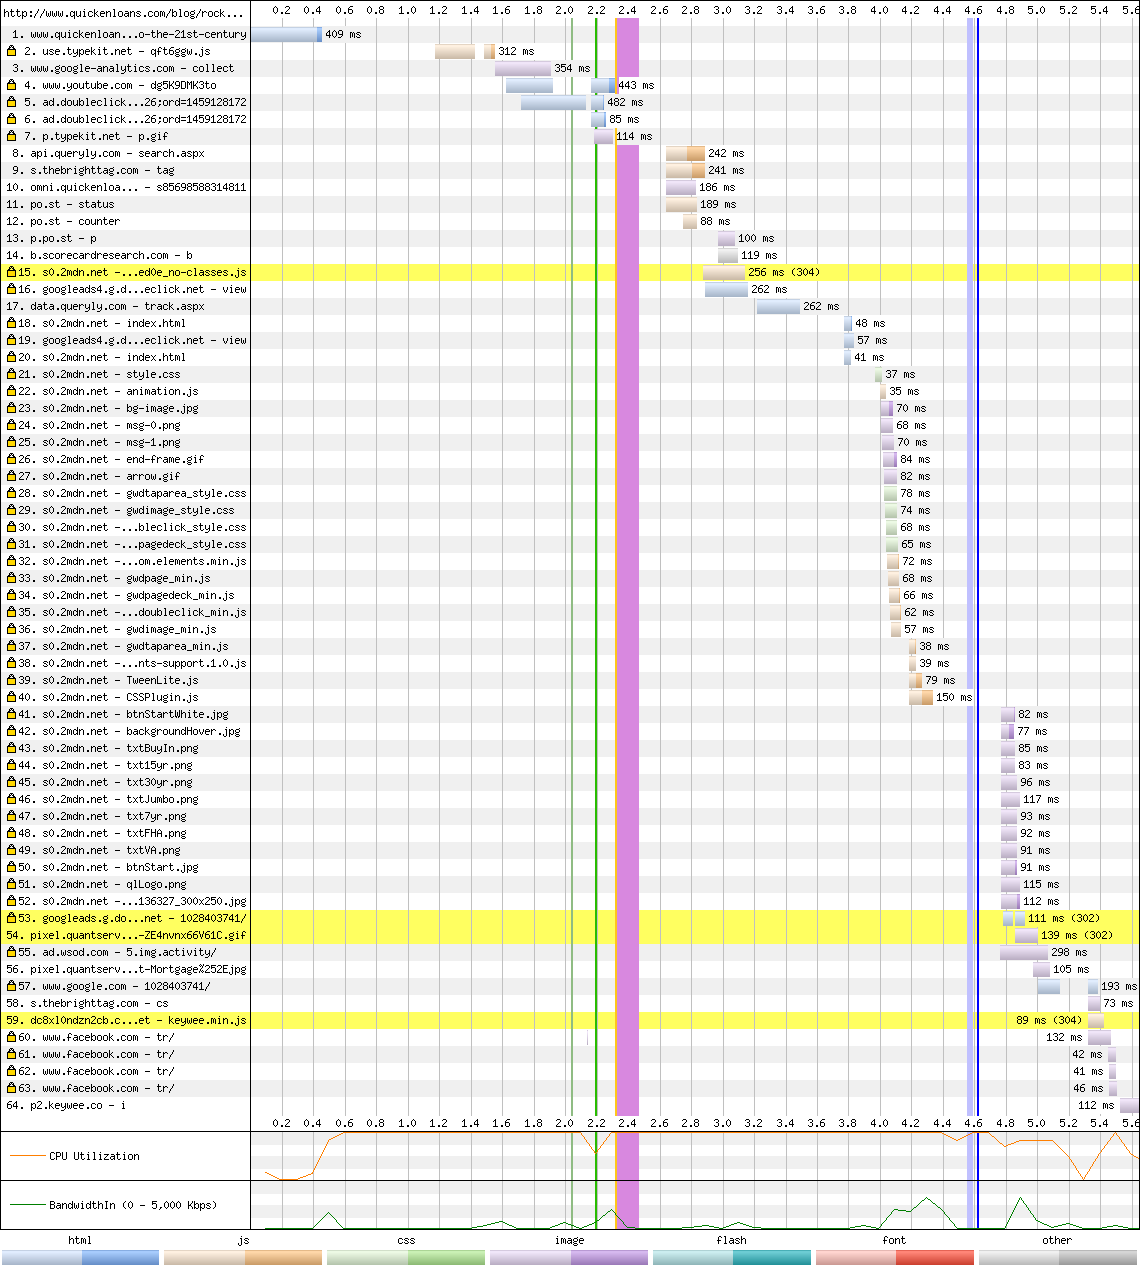 http://www.quickenloans.com/blog/rock... 0.2 0.4 0.6 0.8 1.0 1.2 1.4 1.6 1.8 2.0 2.2 2.4 2.6 2.8 3.0 3.2 3.4 3.6 3.8 4.0 4.2 4.4 4.6 4.8 5.0 5.2 5.4 5.6
1. www.quickenloan...o-the-21st-century 409 ms
2. use.typekit.net - qft6ggw.js 312 ms
3. www.google-analytics.com - collect 354 ms
4. www.youtube.com - dg5K9DMK3to 443 ms
5. ad.doubleclick...26;ord=1459128172 482 ms
6. ad.doubleclick...26;ord=1459128172 85 ms
7. p.typekit.net - p.gif 114 ms
8. api.queryly.com - search.aspx 242 ms
9. s.thebrighttag.com - tag 241 ms
10. omni.quickenloa... - s85698588314811 186 ms
11. po.st - status 189 ms
12. po.st - counter 88 ms
13. p.po.st - p 100 ms
14. b.scorecardresearch.com - b 119 ms
15. s0.2mdn.net -...ed0e_no-classes.js 256 ms (304)
16. googleads4.g.d...eclick.net - view 262 ms
17. data.queryly.com - track.aspx 262 ms
18. s0.2mdn.net - index.html 48 ms
19. googleads4.g.d...eclick.net - view 57 ms
20. s0.2mdn.net - index.html 41 ms
21. s0.2mdn.net - style.css 37 ms
22. s0.2mdn.net - animation.js 35 ms
23. s0.2mdn.net - bg-image.jpg 70 ms
24. s0.2mdn.net - msg-0.png 68 ms
25. s0.2mdn.net - msg-1.png 70 ms
26. s0.2mdn.net - end-frame.gif 84 ms
27. s0.2mdn.net - arrow.gif 82 ms
28. s0.2mdn.net - gwdtaparea_style.css 78 ms
29. s0.2mdn.net - gwdimage_style.css 74 ms
30. s0.2mdn.net -...bleclick_style.css 68 ms
31. s0.2mdn.net -...pagedeck_style.css 65 ms
32. s0.2mdn.net -...om.elements.min.js 72 ms
33. s0.2mdn.net - gwdpage_min.js 68 ms
34. s0.2mdn.net - gwdpagedeck_min.js 66 ms
35. s0.2mdn.net -...doubleclick_min.js 62 ms
36. s0.2mdn.net - gwdimage_min.js 57 ms
37. s0.2mdn.net - gwdtaparea_min.js 38 ms
38. s0.2mdn.net -...nts-support.1.0.js 39 ms
39. s0.2mdn.net - TweenLite.js 79 ms
40. s0.2mdn.net - CSSPlugin.js 150 ms
41. s0.2mdn.net - btnStartWhite.jpg 82 ms
42. s0.2mdn.net - backgroundHover.jpg 77 ms
43. s0.2mdn.net - txtBuyIn.png 85 ms
44. s0.2mdn.net - txt15yr.png 83 ms
45. s0.2mdn.net - txt30yr.png 96 ms
46. s0.2mdn.net - txtJumbo.png 117 ms
47. s0.2mdn.net - txt7yr.png 93 ms
48. s0.2mdn.net - txtFHA.png 92 ms
49. s0.2mdn.net - txtVA.png 91 ms
50. s0.2mdn.net - btnStart.jpg 91 ms
51. s0.2mdn.net - qlLogo.png 115 ms
52. s0.2mdn.net -...136327_300x250.jpg 112 ms
53. googleads.g.do...net - 1028403741/ 111 ms (302)
54. pixel.quantserv...-ZE4nvnx66V61C.gif 139 ms (302)
55. ad.wsod.com - 5.img.activity/ 298 ms
56. pixel.quantserv...t-Mortgage%252Ejpg 105 ms
57. www.google.com - 1028403741/ 193 ms
58. s.thebrighttag.com - cs 73 ms
59. dc8xl0ndzn2cb.c...et - keywee.min.js 89 ms (304)
60. www.facebook.com - tr/ 132 ms
61. www.facebook.com - tr/ 42 ms
62. www.facebook.com - tr/ 41 ms
63. www.facebook.com - tr/ 46 ms
64. p2.keywee.co - i 112 ms
0.2 0.4 0.6 0.8 1.0 1.2 1.4 1.6 1.8 2.0 2.2 2.4 2.6 2.8 3.0 3.2 3.4 3.6 3.8 4.0 4.2 4.4 4.6 4.8 5.0 5.2 5.4 5.6
CPU Utilization
BandwidthIn (0 - 5,000 Kbps)
html js css image flash font other